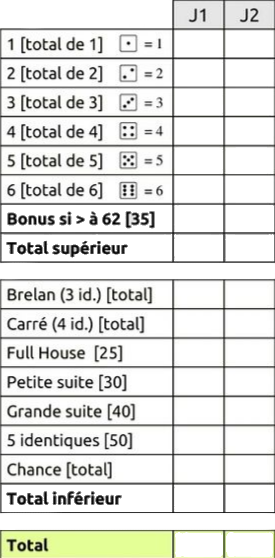 J1 J2
1 [total de 1] = 1
2 [total de 2] = 2
3 [total de 3] = 3
4 [total de 4] = 4
5 [total de 5] = 5
6 [total de 6] = 6
Bonus si > à 62 [35]
Total supérieur
Brelan (3 id.) [total]
Carré (4 id.) [total]
Full House [25]
Petite suite [30]
Grande suite [40]
5 identiques [50]
Chance [total]
Total inférieur
Total